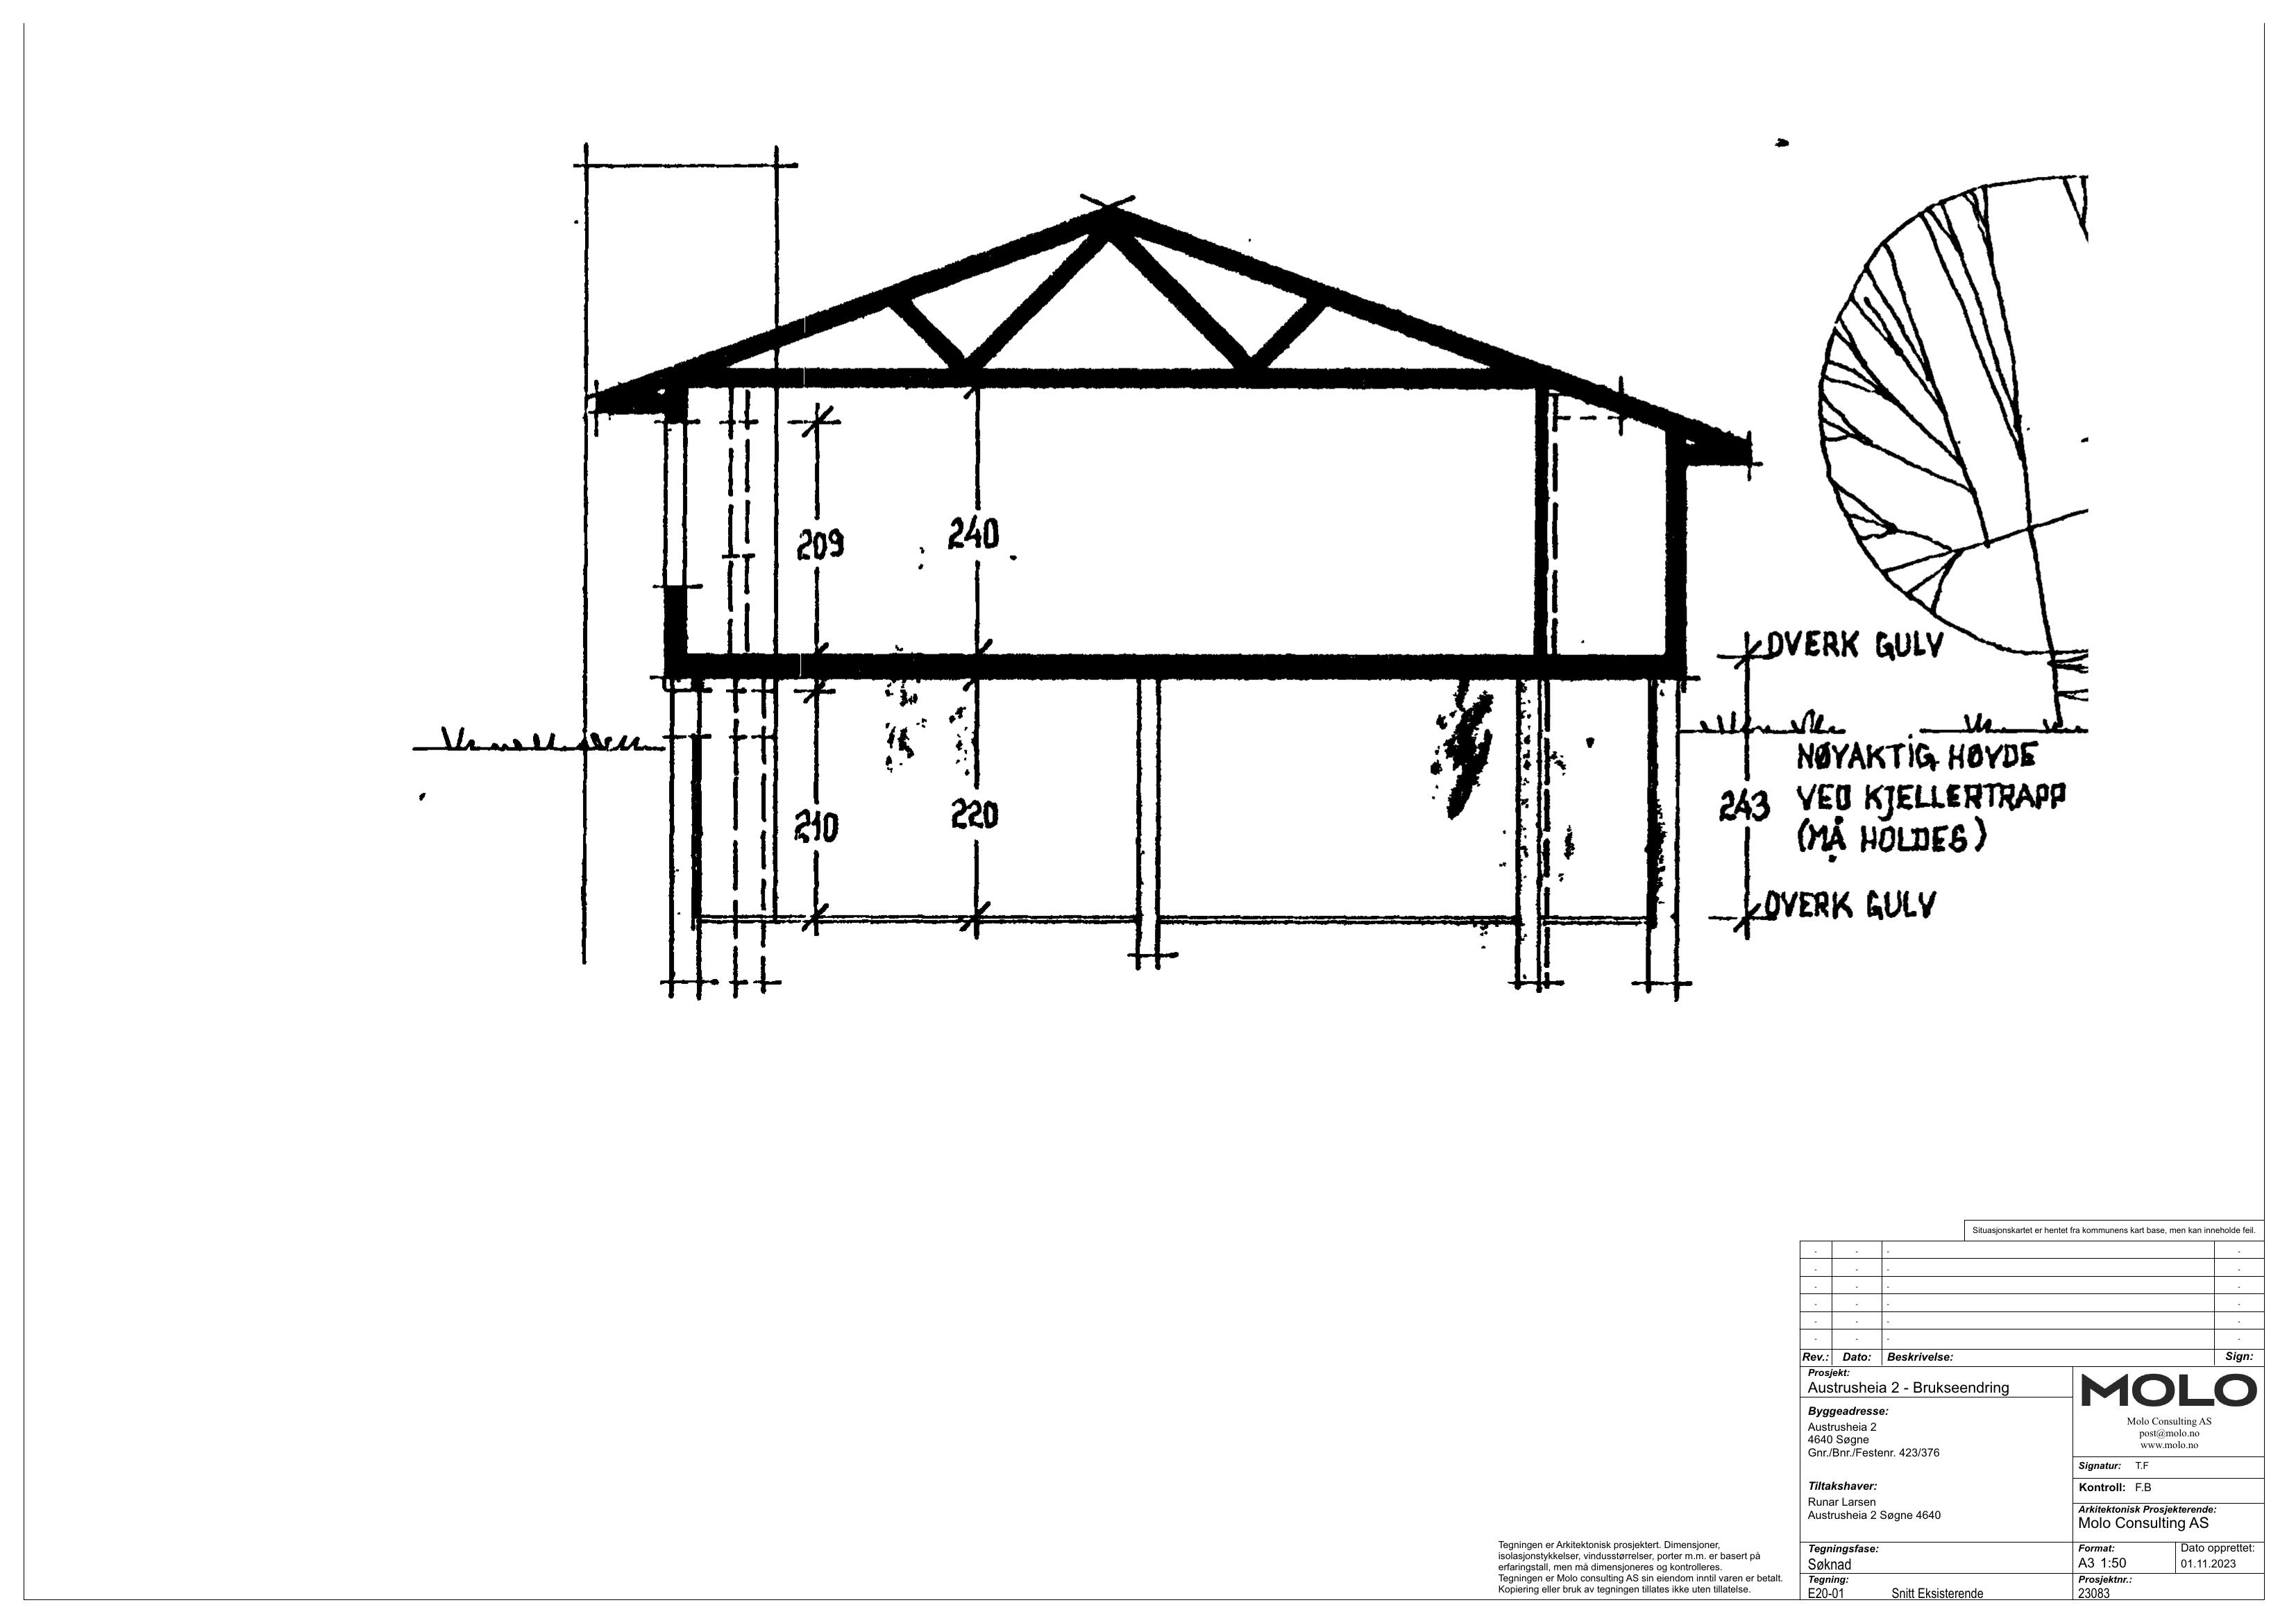 209
240
OVERK GULV
NØYAKTIG HØYDE
VED KJELLERTRAPP
(MÅ HOLDES)
243
210
220
OVERK GULV
Situasjonskartet er hentet fra kommunens kart base, men kan inneholde feil.
- - - -
- - - -
- - - -
- - - -
- - - -
- - - -
Rev.: Dato: Beskrivelse: Sign:
Prosjekt:
Austrusheia 2 - Brukseendring
Byggeadresse:
Austrusheia 2
4640 Søgne
Gnr./Bnr./Festenr. 423/376
Tiltakshaver:
Runar Larsen
Austrusheia 2 Søgne 4640
Tegningsfase:
Søknad
Tegning:
E20-01 Snitt Eksisterende
MOLO
Molo Consulting AS
post@molo.no
www.molo.no
Signatur: T.F
Kontroll: F.B
Arkitektonisk Prosjekterende:
Molo Consulting AS
Format: Dato opprettet:
A3 1:50 01.11.2023
Prosjektnr.:
23083
Tegningen er Arkitektonisk prosjektert. Dimensjoner,
isolasjonstykkelser, vindusstørrelser, porter m.m. er basert på
erfaringstall, men må dimensjoneres og kontrolleres.
Tegningen er Molo consulting AS sin eiendom inntil varen er betalt.
Kopiering eller bruk av tegningen tillates ikke uten tillatelse.